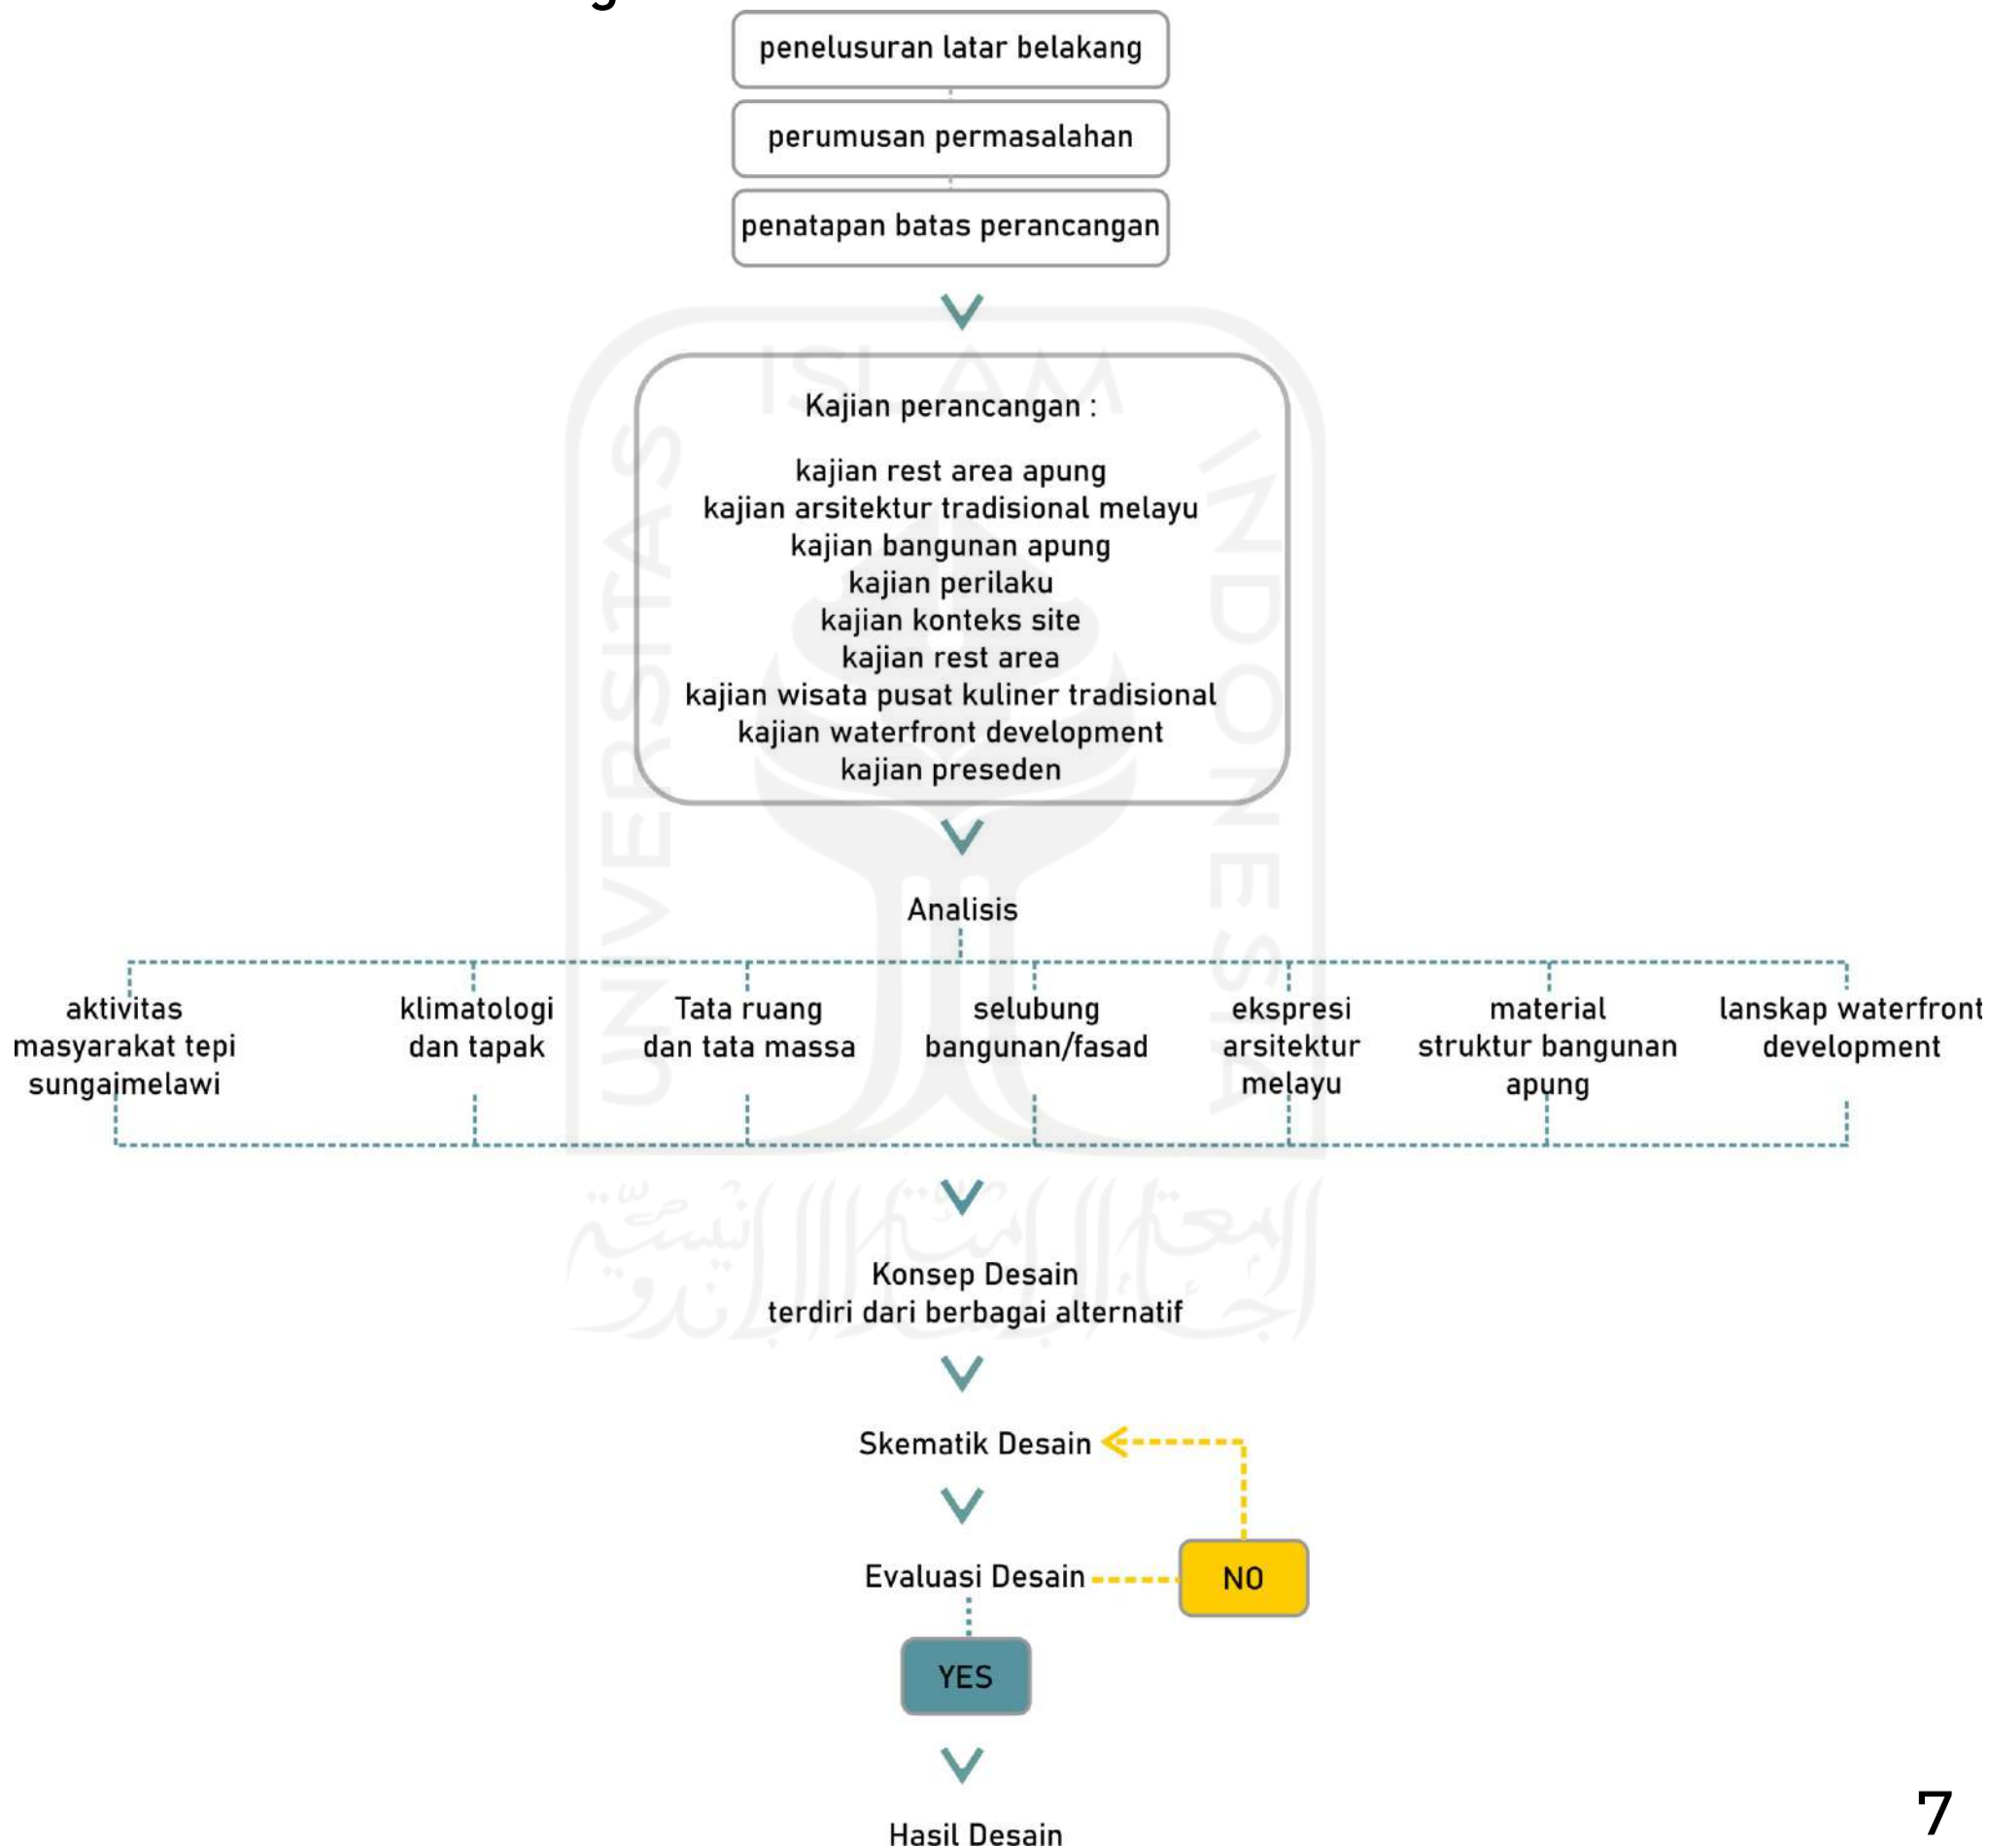 penelusuran latar belakang
perumusan permasalahan
penatapan batas perancangan
Kajian perancangan :
kajian rest area apung
kajian arsitektur tradisional melayu
kajian bangunan apung
kajian perilaku
kajian konteks site
kajian rest area
kajian wisata pusat kuliner tradisional
kajian waterfront development
kajian preseden
ISLAM
UNIVERSITAS
INDONESIA
Analisis
aktivitas
masyarakat tepi
sungaimelawi
klimatologi
dan tapak
Tata ruang
dan tata massa
selubung
bangunan/fasad
ekspresi
arsitektur
melayu
material
struktur bangunan
apung
lanskap waterfront
development
Konsep Desain
terdiri dari berbagai alternatif
Skematik Desain
Evaluasi Desain
NO
YES
Hasil Desain
7